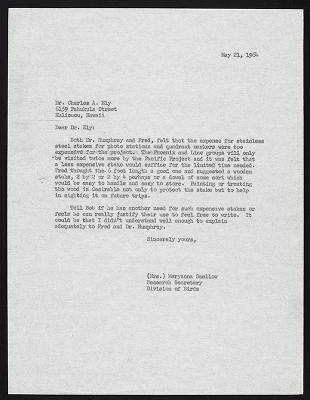 May 21, 1964
Dr. Charles A. Ely
6139 Pahukula Street
Kaliouou, Hawaii
Dear Dr. Ely:
Both Dr. Humphrey and Fred, felt that the expense for stainless
steel stakes for photo stations and quadrant markers were too
expensive for the project. The Phoenix and Line groups will only
be visited twice more by the Pacific Project and it was felt that
a less expensive stake would suffice for the limited time needed.
Fred thought the 6 foot length a good one and suggested a wooden
stake, 2 by 2 or 2 by 4 perhaps or a dowel of some sort which
would be easy to handle and easy to store. Painting or treating
the wood is desirable not only to protect the stake but to help
in sighting it on future trips.
Tell Bob if he has another need for such expensive stakes or
feels he can really justify their use to feel free to write. It
could be that I didn't understand well enough to explain
adequately to Fred and Dr. Humphrey.
Sincerely yours,
(Mrs.) Maryanna Smallow
Research Secretary
Division of Birds